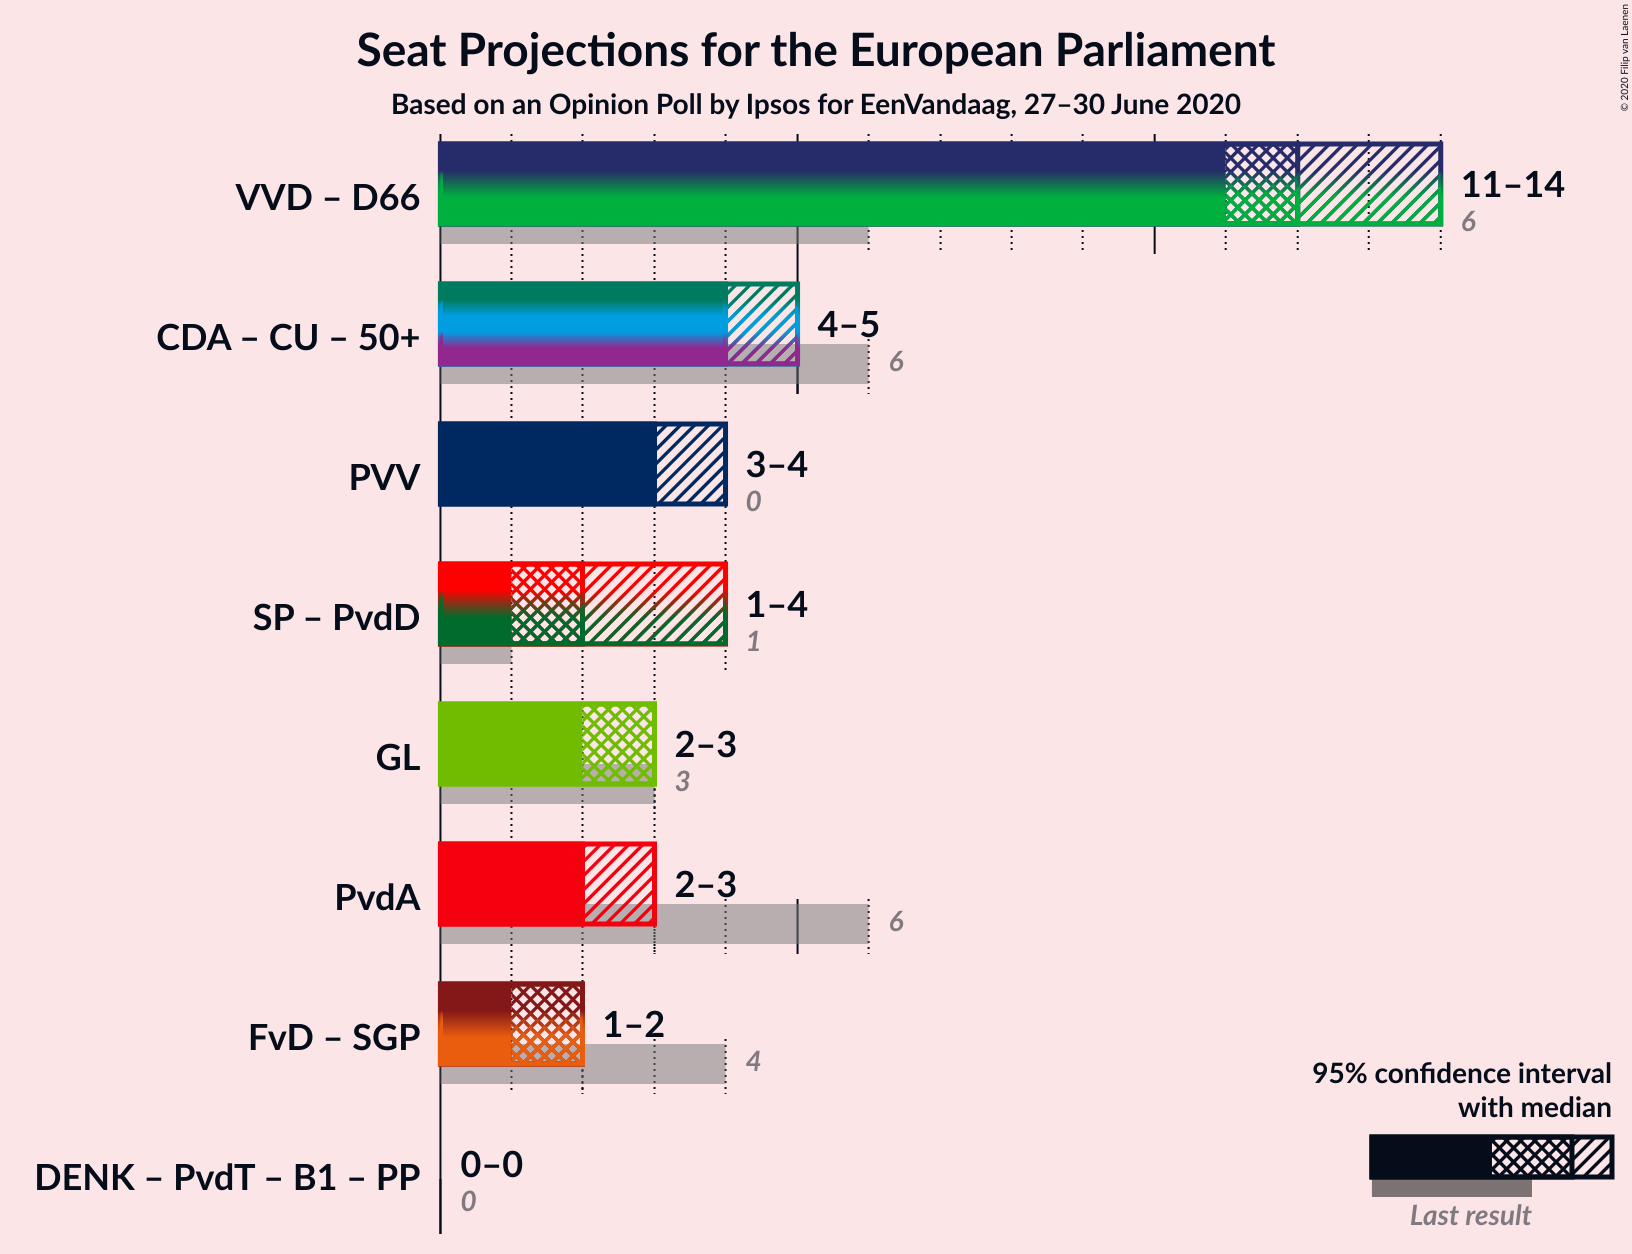 Seat Projections for the European Parliament
Based on an Opinion Poll by Ipsos for EenVandaag, 27–30 June 2020
© 2020 Filip van Laenen
VVD – D66
11–14
6
CDA – CU – 50+
4–5
6
PVV
3–4
0
SP – PvdD
1–4
1
GL
2–3
3
PvdA
2–3
6
FvD – SGP
1–2
4
DENK – PvdT – B1 – PP
0–0
0
95% confidence interval
with median
Last result